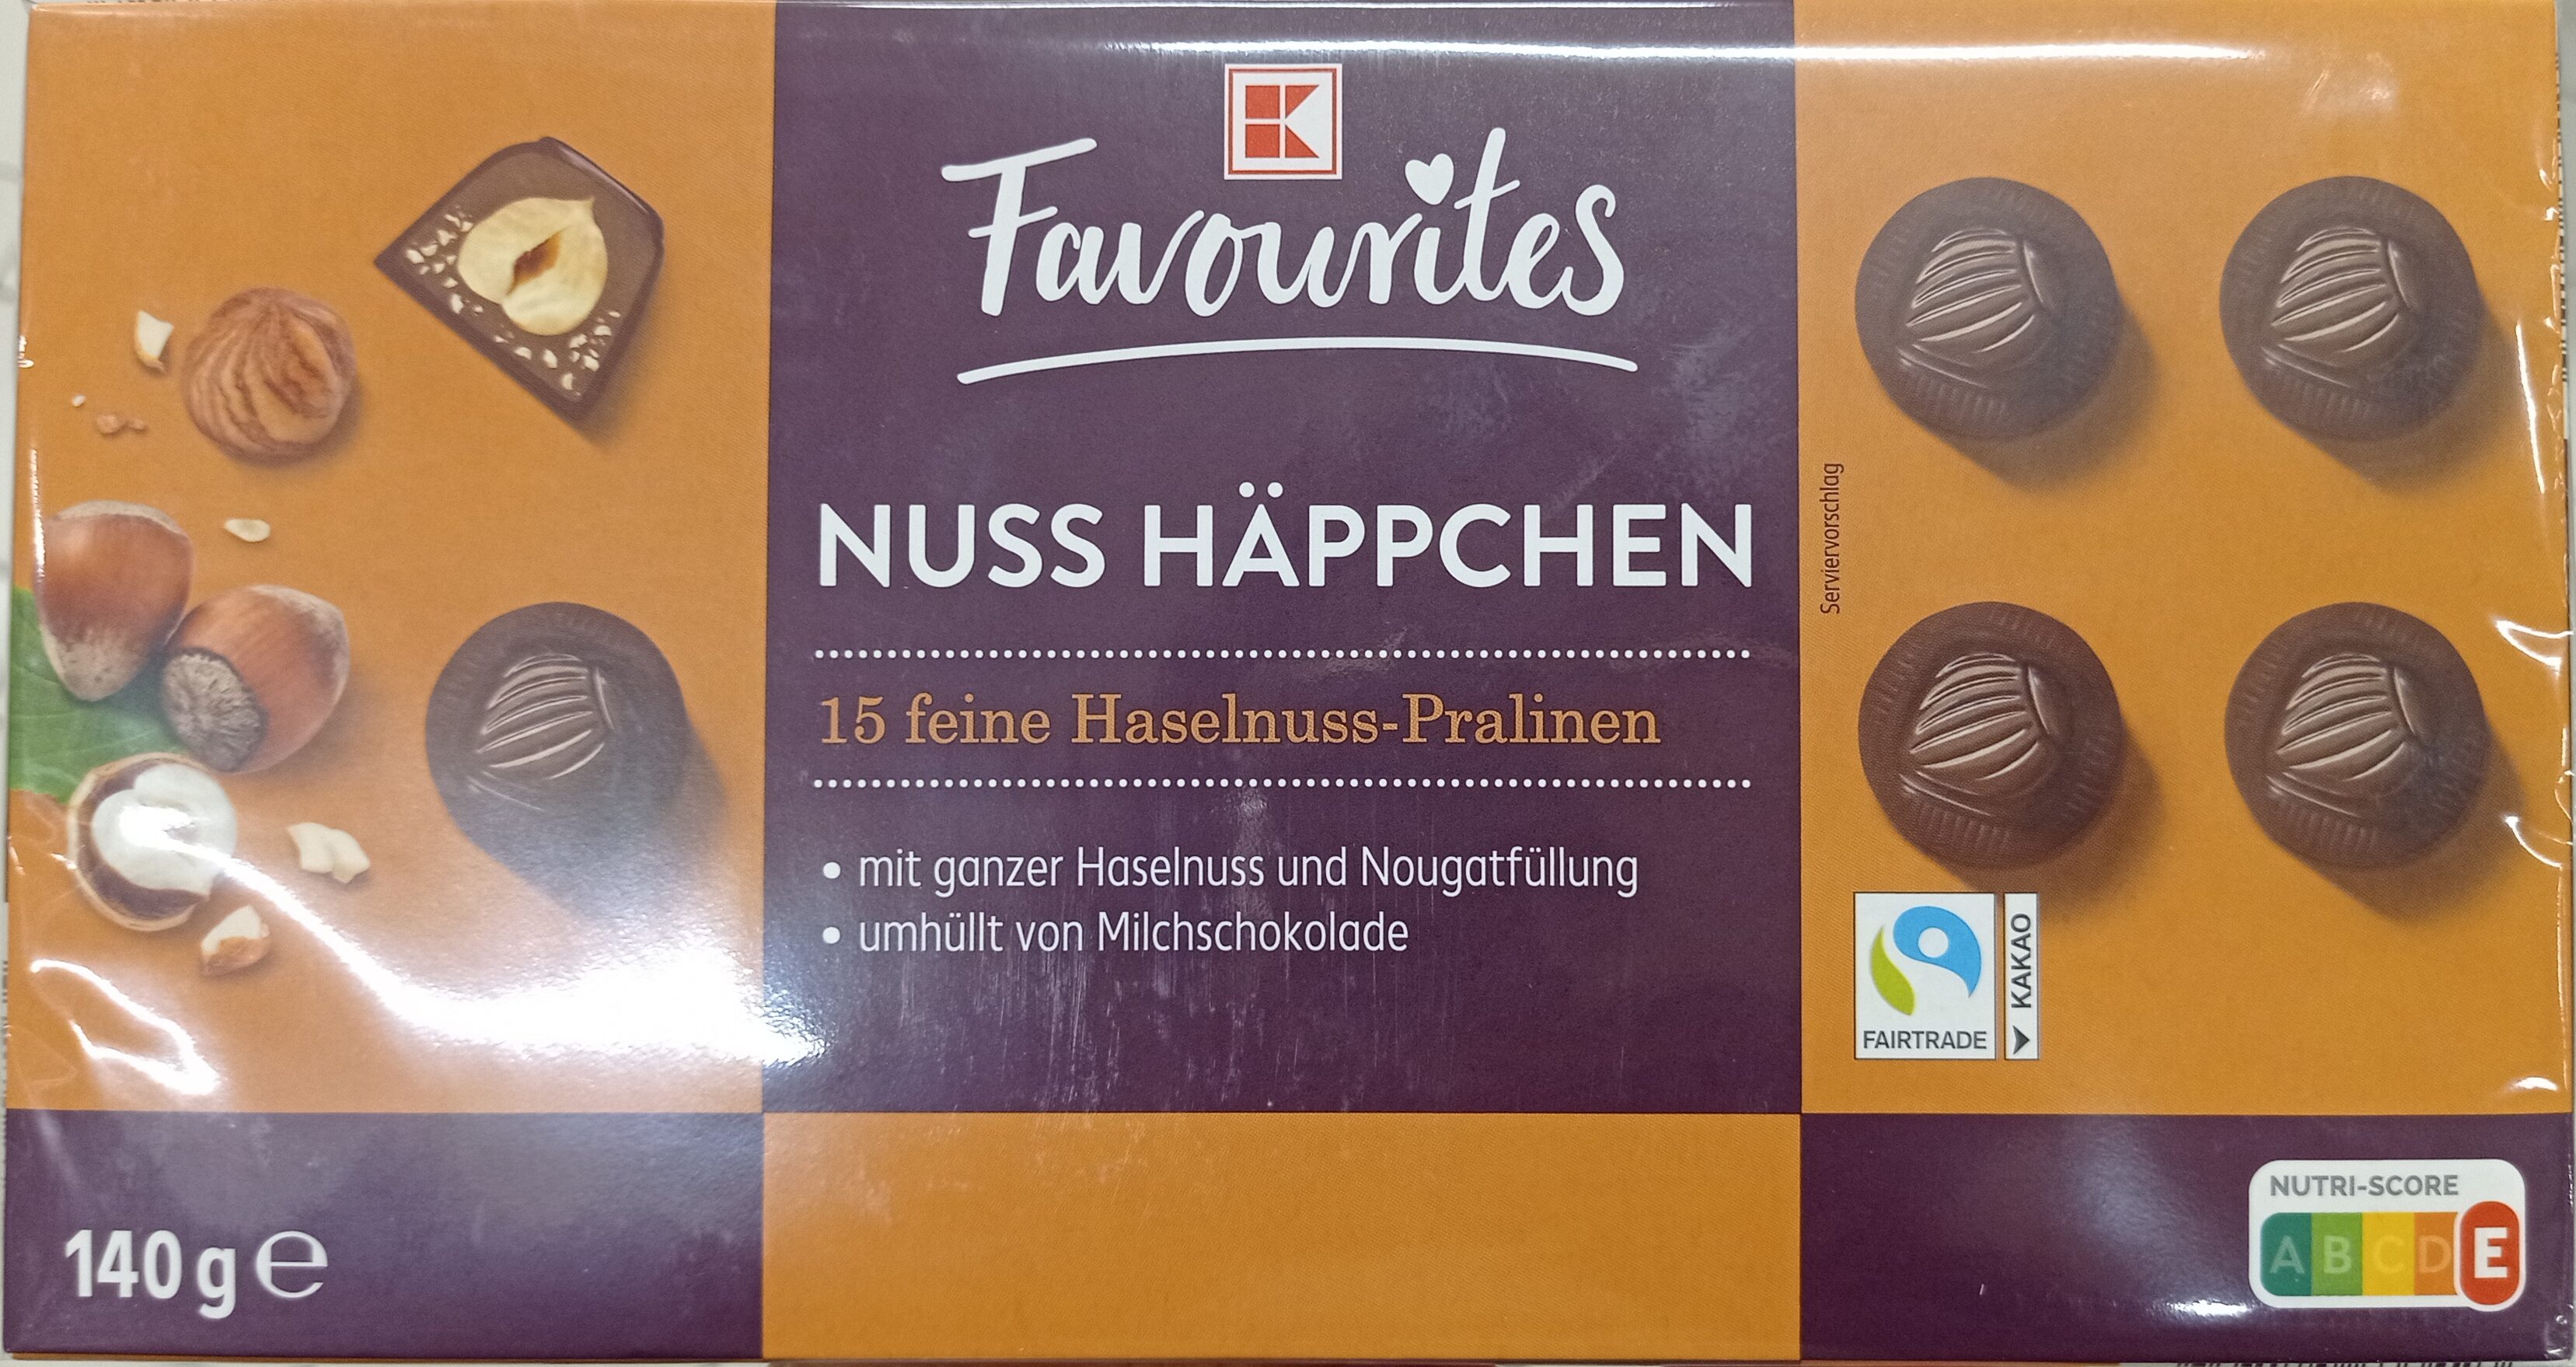 K
Favourites
NUSS HÄPPCHEN
15 feine Haselnuss-Pralinen
• mit ganzer Haselnuss und Nougatfüllung
• umhüllt von Milchschokolade
Serviervorschlag
FAIRTRADE
KAKAO
140 g e
NUTRI-SCORE
A B C D E